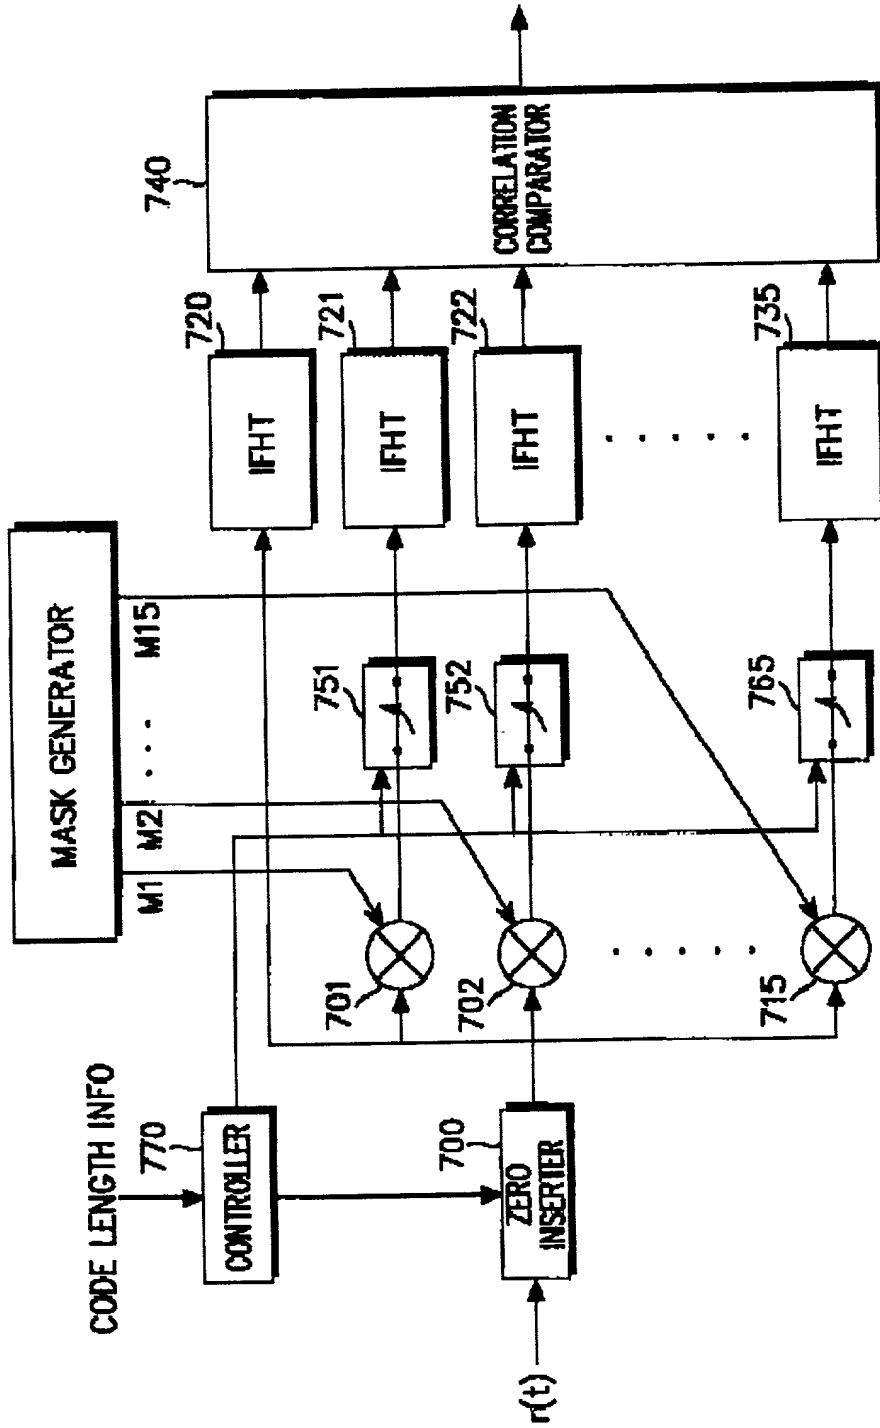 CODE LENGTH INFO
MASK GENERATOR
M1
M2
M15
770
CONTROLLER
r(t)
700
ZERO
INSERTER
701
702
715
751
752
765
720
IFHT
721
IFHT
722
IFHT
735
IFHT
740
CORRELATION
COMPARATOR